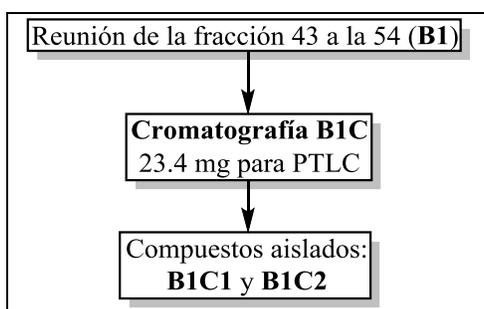 Reunión de la fracción 43 a la 54 (B1)
Cromatografía B1C
23.4 mg para PTLC
Compuestos aislados:
B1C1 y B1C2